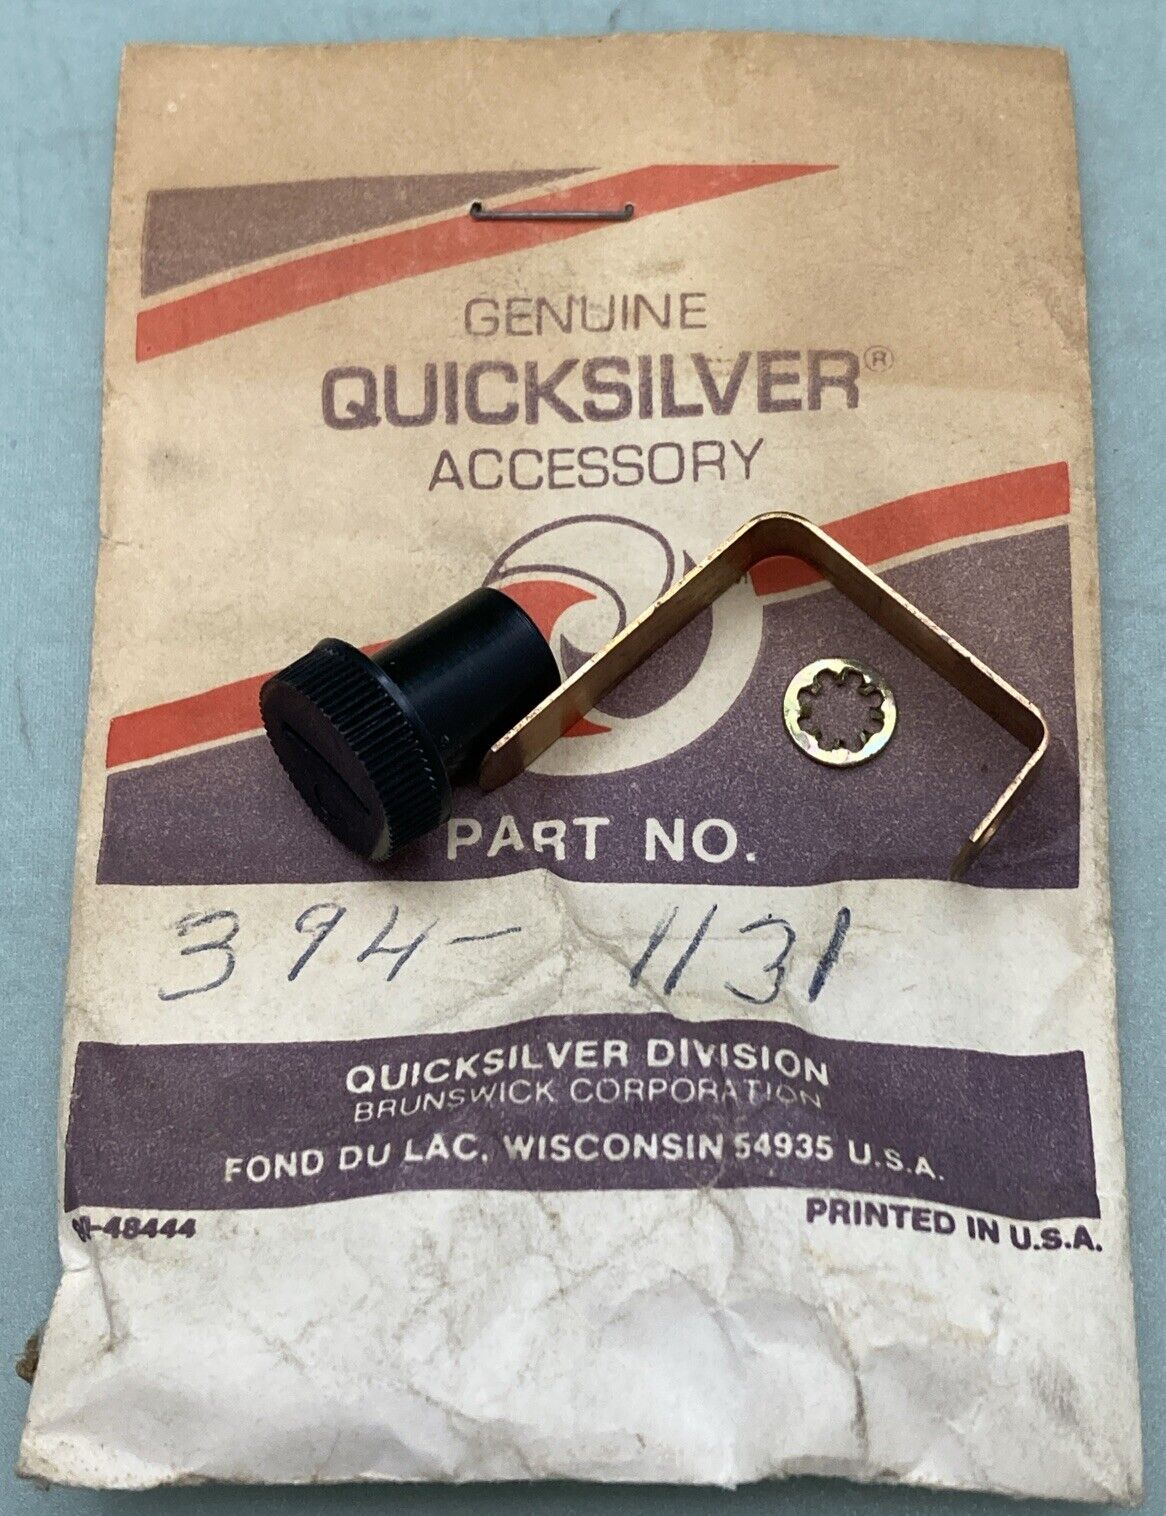 GENUINE
QUICKSILVER®
ACCESSORY
PART NO.
394- 1131
QUICKSILVER DIVISION
BRUNSWICK CORPORATION
FOND DU LAC, WISCONSIN 54935 U.S.A.
90-48444
PRINTED IN U.S.A.